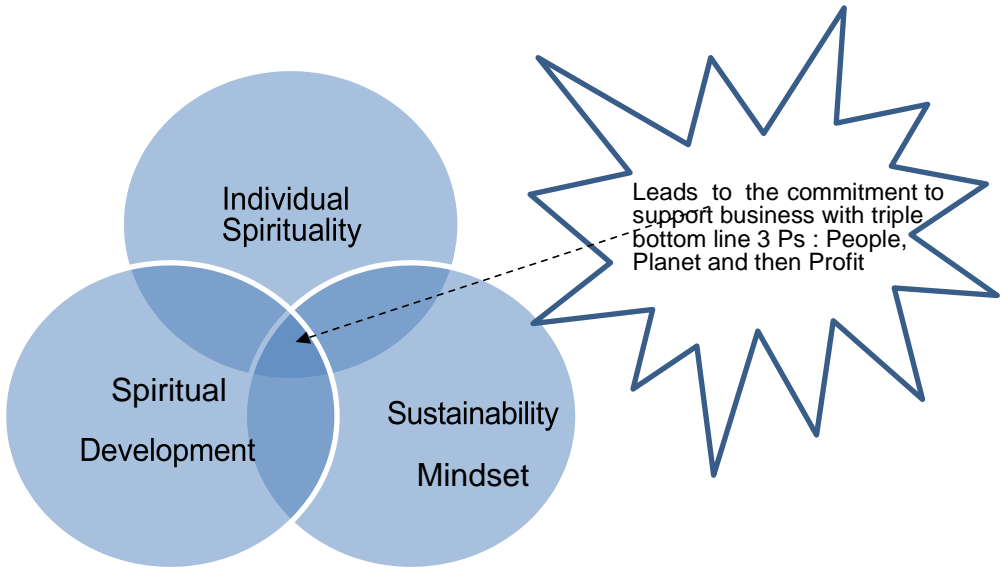 Individual
Spirituality
Leads to the commitment to
support business with triple
bottom line 3 Ps : People,
Planet and then Profit
Spiritual
Development
Sustainability
Mindset